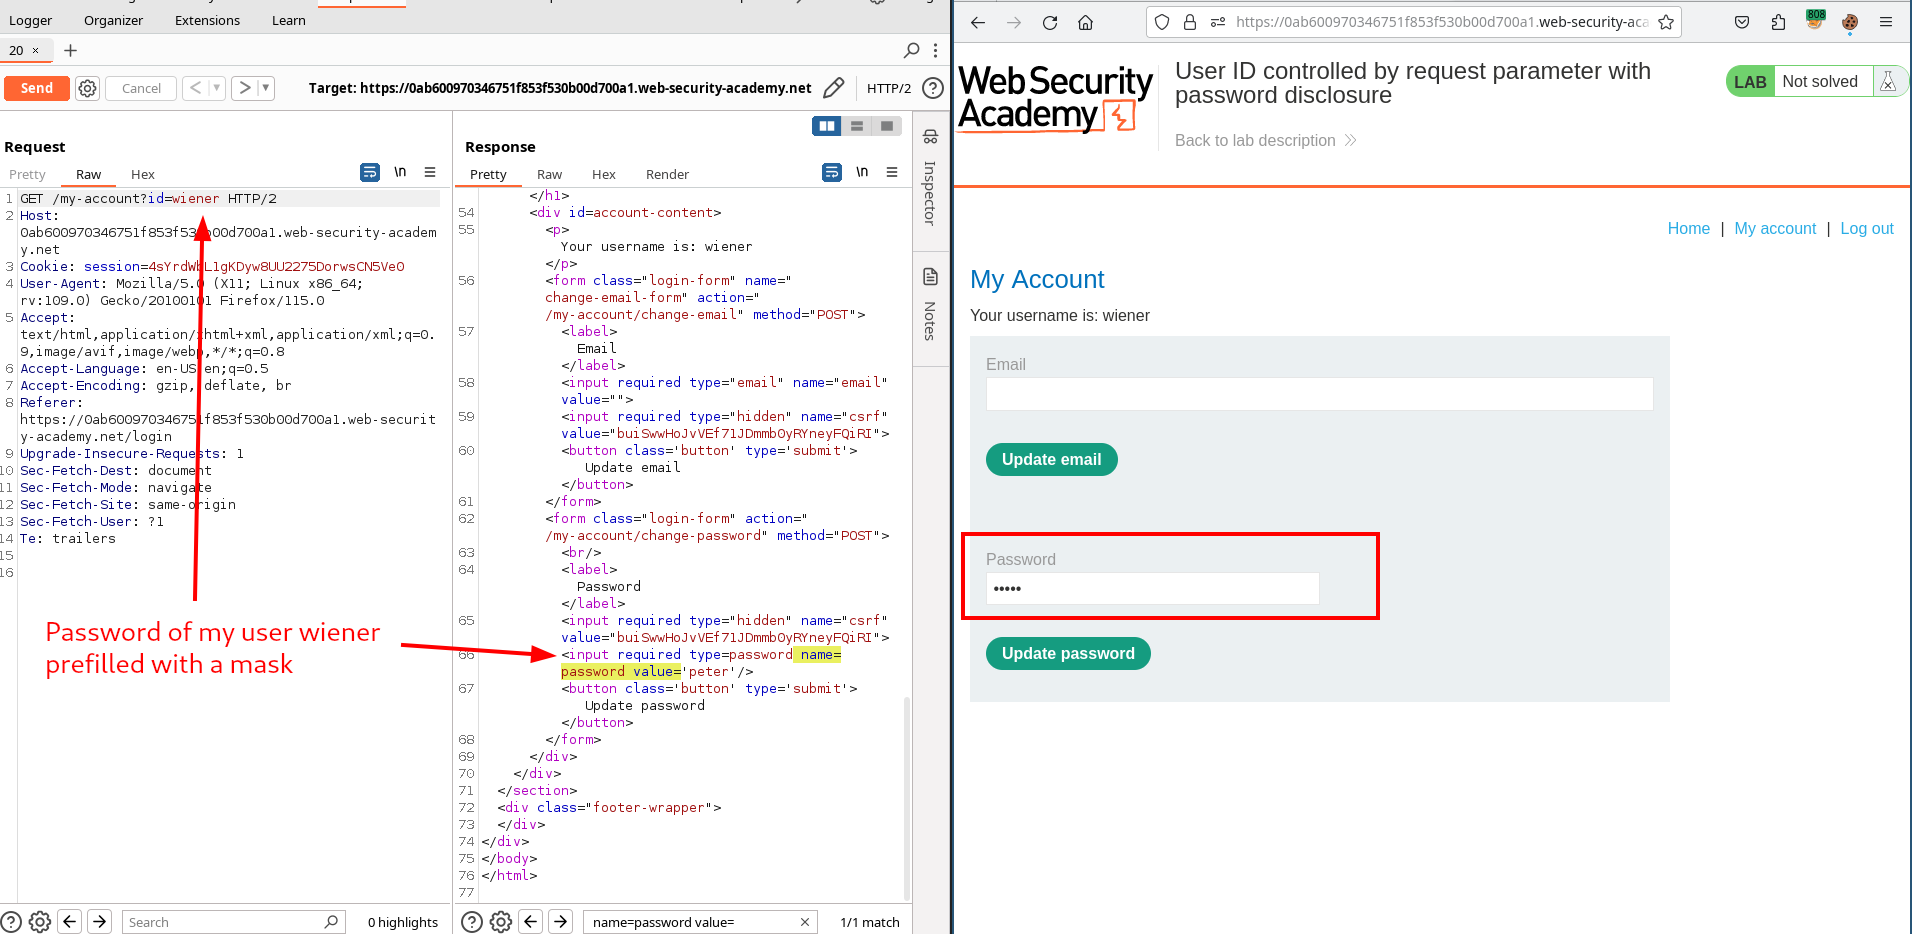 Logger Organizer Extensions Learn
20 ×
Send Cancel Target: https://0ab600970346751f853f530b00d700a1.web-security-academy.net HTTP/2
Request
Pretty Raw Hex \n
1 GET /my-account?id=wiener HTTP/2
2 Host:
0ab600970346751f853f530b00d700a1.web-security-academ
y.net
3 Cookie: session=
4 User-Agent: Mozilla/5.0 (X11; Linux x86_64;
rv:109.0) Gecko/20100101 Firefox/115.0
5 Accept:
text/html,application/xhtml+xml,application/xml;q=0.
9,image/avif,image/webp,*/*;q=0.8
6 Accept-Language: en-US,en;q=0.5
7 Accept-Encoding: gzip, deflate, br
8 Referer:
https://0ab600970346751f853f530b00d700a1.web-securit
y-academy.net/login
9 Upgrade-Insecure-Requests: 1
10 Sec-Fetch-Dest: document
11 Sec-Fetch-Mode: navigate
12 Sec-Fetch-Site: same-origin
13 Sec-Fetch-User: ?1
14 Te: trailers
15
16
Password of my user wiener
prefilled with a mask
Search 0 highlights
Response
Pretty Raw Hex Render \n
</h1>
54 <div id=account-content>
55 <p>
Your username is: wiener
</p>
56 <form class="login-form" name="
change-email-form" action="
/my-account/change-email" method="POST">
57 <label>
Email
</label>
58 <input required type="email" name="email"
value="">
59 <input required type="hidden" name="csrf"
value="buiSwwHoJvVEf71JDmmbOyRYneyFQiRI">
60 <button class='button' type='submit'>
Update email
</button>
61 </form>
62 <form class="login-form" action="
/my-account/change-password" method="POST">
63 <br/>
64 <label>
Password
</label>
65 <input required type="hidden" name="csrf"
value="buiSwwHoJvVEf71JDmmbOyRYneyFQiRI">
66 <input required type=password name=
password value='peter'/>
67 <button class='button' type='submit'>
Update password
</button>
68 </form>
69 </div>
70 </div>
71 </section>
72 <div class="footer-wrapper">
73 </div>
74 </div>
75 </body>
76 </html>
77
name=password value= × 1/1 match
Inspector
Notes
https://0ab600970346751f853f530b00d700a1.web-security-aca
808
Web Security
Academy
User ID controlled by request parameter with
password disclosure
LAB Not solved
Back to lab description
Home | My account | Log out
My Account
Your username is: wiener
Email
Update email
Password
•••••
Update password